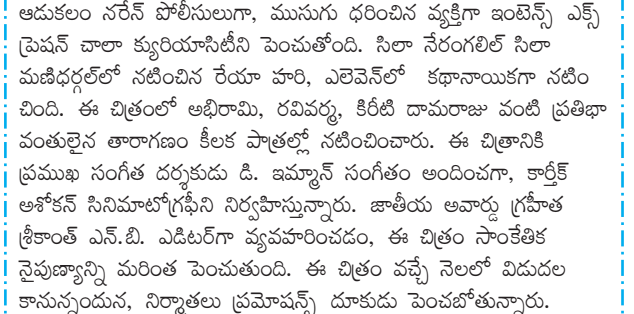 ఆడుకలం నరేన్ పోలీసులుగా, ముసుగు ధరించిన వ్యక్తిగా ఇంటెన్స్ ఎక్స్
ప్రెషన్ చాలా క్యురియాసిటీని పెంచుతోంది. సిలా నేరంగలిల్ సిలా
మణిధర్గల్‌లో నటించిన రేయా హరి, ఎలెవెన్‌లో కథానాయికగా నటిం
చింది. ఈ చిత్రంలో అభిరామి, రవివర్మ, కిరీటి దామరాజు వంటి ప్రతిభా
వంతులైన తారాగణం కీలక పాత్రల్లో నటించించారు. ఈ చిత్రానికి
ప్రముఖ సంగీత దర్శకుడు డి. ఇమ్మాన్ సంగీతం అందించగా, కార్తీక్
అశోకన్ సినిమాటోగ్రఫీని నిర్వహిస్తున్నారు. జాతీయ అవార్డు గ్రహీత
శ్రీకాంత్ ఎన్.బి. ఎడిటర్‌గా వ్యవహరించడం, ఈ చిత్రం సాంకేతిక
నైపుణ్యాన్ని మరింత పెంచుతుంది. ఈ చిత్రం వచ్చే నెలలో విడుదల
కానున్నందున, నిర్మాతలు ప్రమోషన్స్ దూకుడు పెంచబోతున్నారు.